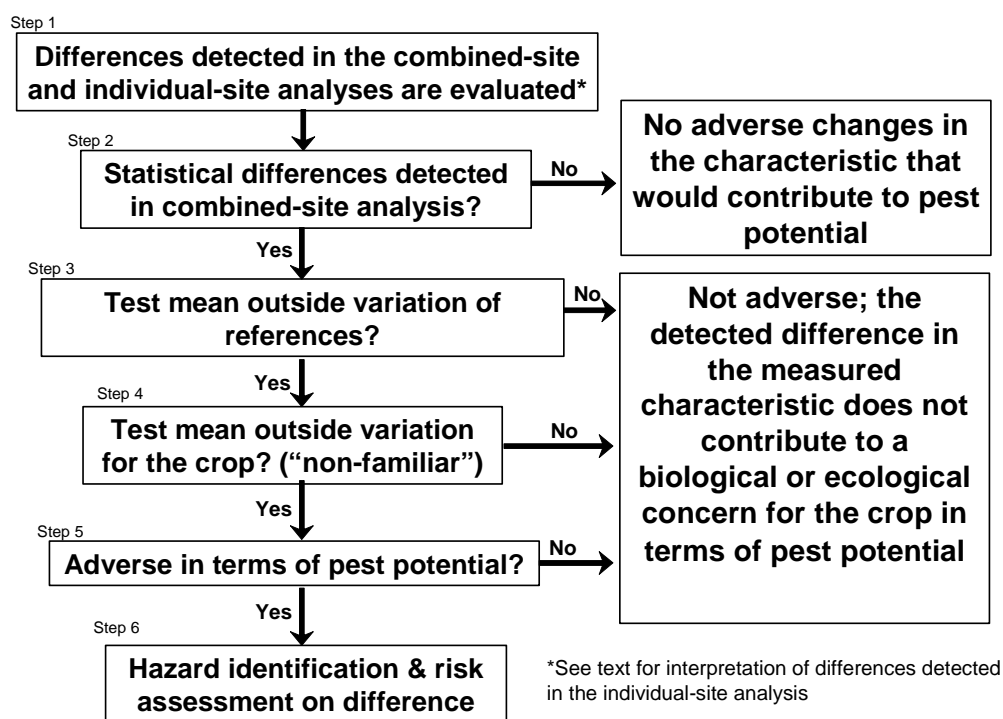 Step 1
Differences detected in the combined-site
and individual-site analyses are evaluated*
Step 2
Statistical differences detected
in combined-site analysis?
No
No adverse changes in
the characteristic that
would contribute to pest
potential
Yes
Step 3
Test mean outside variation of
references?
No
Not adverse; the
detected difference in
the measured
characteristic does not
contribute to a
biological or ecological
concern for the crop in
terms of pest potential
Yes
Step 4
Test mean outside variation
for the crop? (“non-familiar”)
No
Yes
Step 5
Adverse in terms of pest potential?
No
Yes
Step 6
Hazard identification & risk
assessment on difference
*See text for interpretation of differences detected
in the individual-site analysis